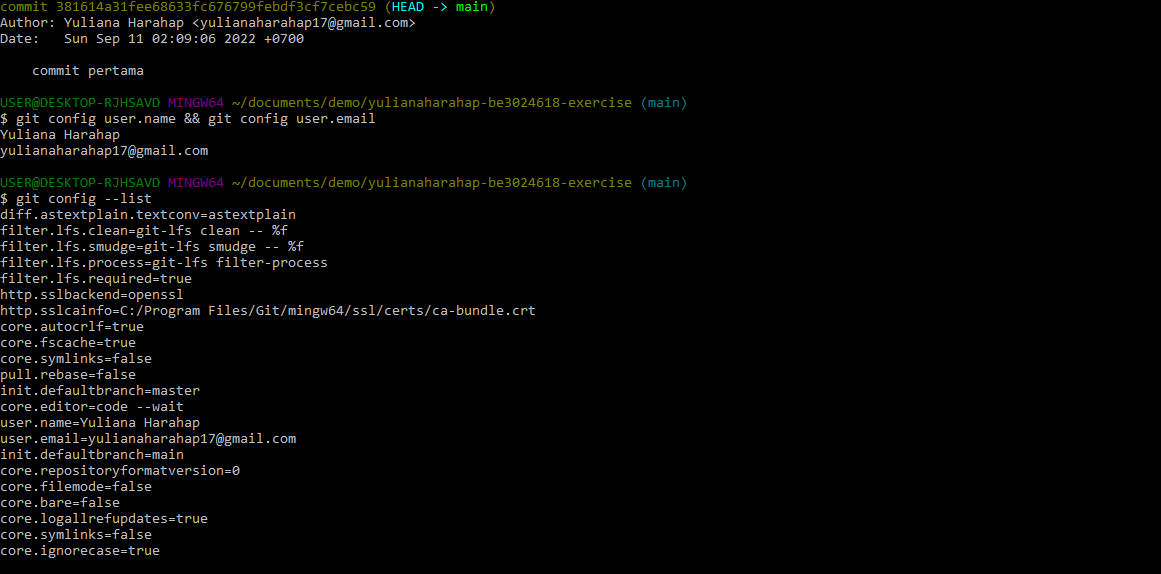 commit 381614a31fee68633fc676799febdf3cf7cebc59 (HEAD -> main)
Author: Yuliana Harahap <yulianaharahap17@gmail.com>
Date:   Sun Sep 11 02:09:06 2022 +0700
    commit pertama
USER@DESKTOP-RJHSAVD MINGW64 ~/documents/demo/yulianaharahap-be3024618-exercise (main)
$ git config user.name && git config user.email
Yuliana Harahap
yulianaharahap17@gmail.com
USER@DESKTOP-RJHSAVD MINGW64 ~/documents/demo/yulianaharahap-be3024618-exercise (main)
$ git config --list
diff.astextplain.textconv=astextplain
filter.lfs.clean=git-lfs clean -- %f
filter.lfs.smudge=git-lfs smudge -- %f
filter.lfs.process=git-lfs filter-process
filter.lfs.required=true
http.sslbackend=openssl
http.sslcainfo=C:/Program Files/Git/mingw64/ssl/certs/ca-bundle.crt
core.autocrlf=true
core.fscache=true
core.symlinks=false
pull.rebase=false
init.defaultbranch=master
core.editor=code --wait
user.name=Yuliana Harahap
user.email=yulianaharahap17@gmail.com
init.defaultbranch=main
core.repositoryformatversion=0
core.filemode=false
core.bare=false
core.logallrefupdates=true
core.symlinks=false
core.ignorecase=true